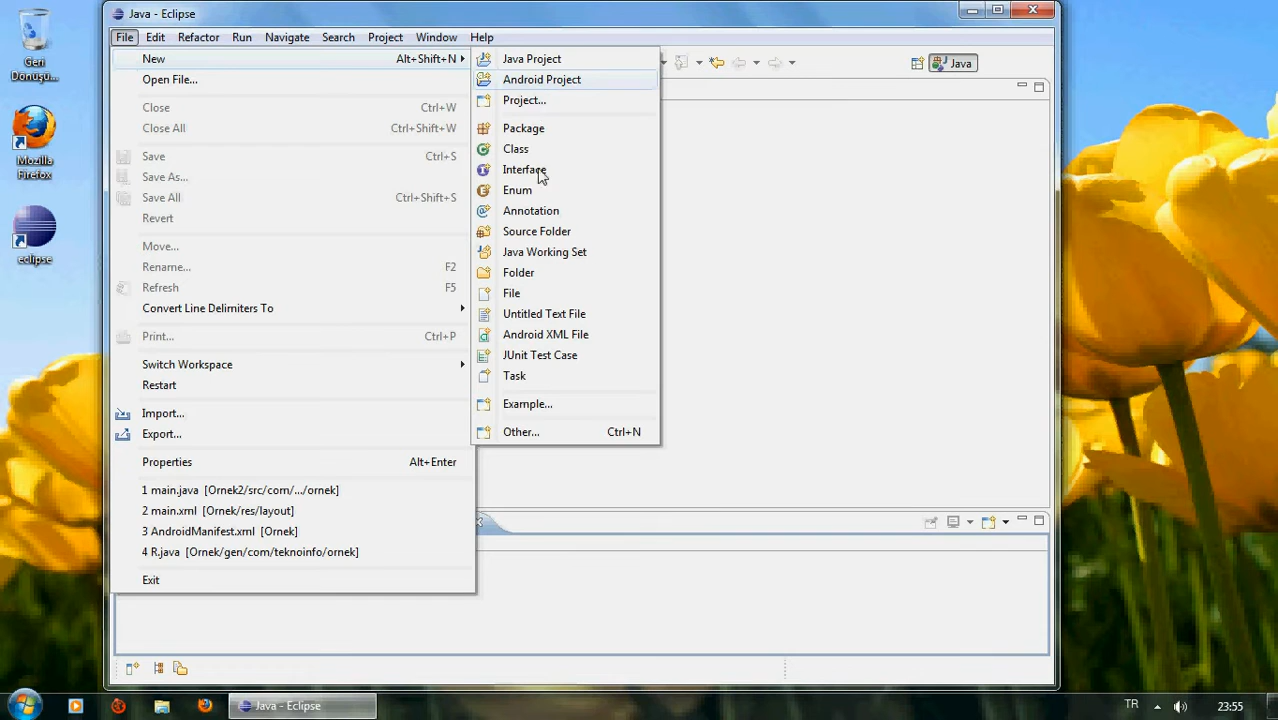 Java - Eclipse
Geri
Dönüşü...
Mozilla
Firefox
eclipse
File Edit Refactor Run Navigate Search Project Window Help
New Alt+Shift+N
Open File...
Close Ctrl+W
Close All Ctrl+Shift+W
Save Ctrl+S
Save As...
Save All Ctrl+Shift+S
Revert
Move...
Rename... F2
Refresh F5
Convert Line Delimiters To
Print... Ctrl+P
Switch Workspace
Restart
Import...
Export...
Properties Alt+Enter
1 main.java [Ornek2/src/com/.../ornek]
2 main.xml [Ornek/res/layout]
3 AndroidManifest.xml [Ornek]
4 R.java [Ornek/gen/com/teknoinfo/ornek]
Exit
Java Project
Android Project
Project...
Package
Class
Interface
Enum
Annotation
Source Folder
Java Working Set
Folder
File
Untitled Text File
Android XML File
JUnit Test Case
Task
Example...
Other... Ctrl+N
Java
Java - Eclipse
TR
23:55